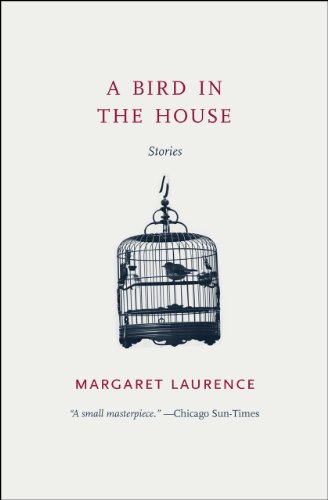 A BIRD IN
THE HOUSE
Stories
MARGARET LAURENCE
"A small masterpiece." —Chicago Sun-Times